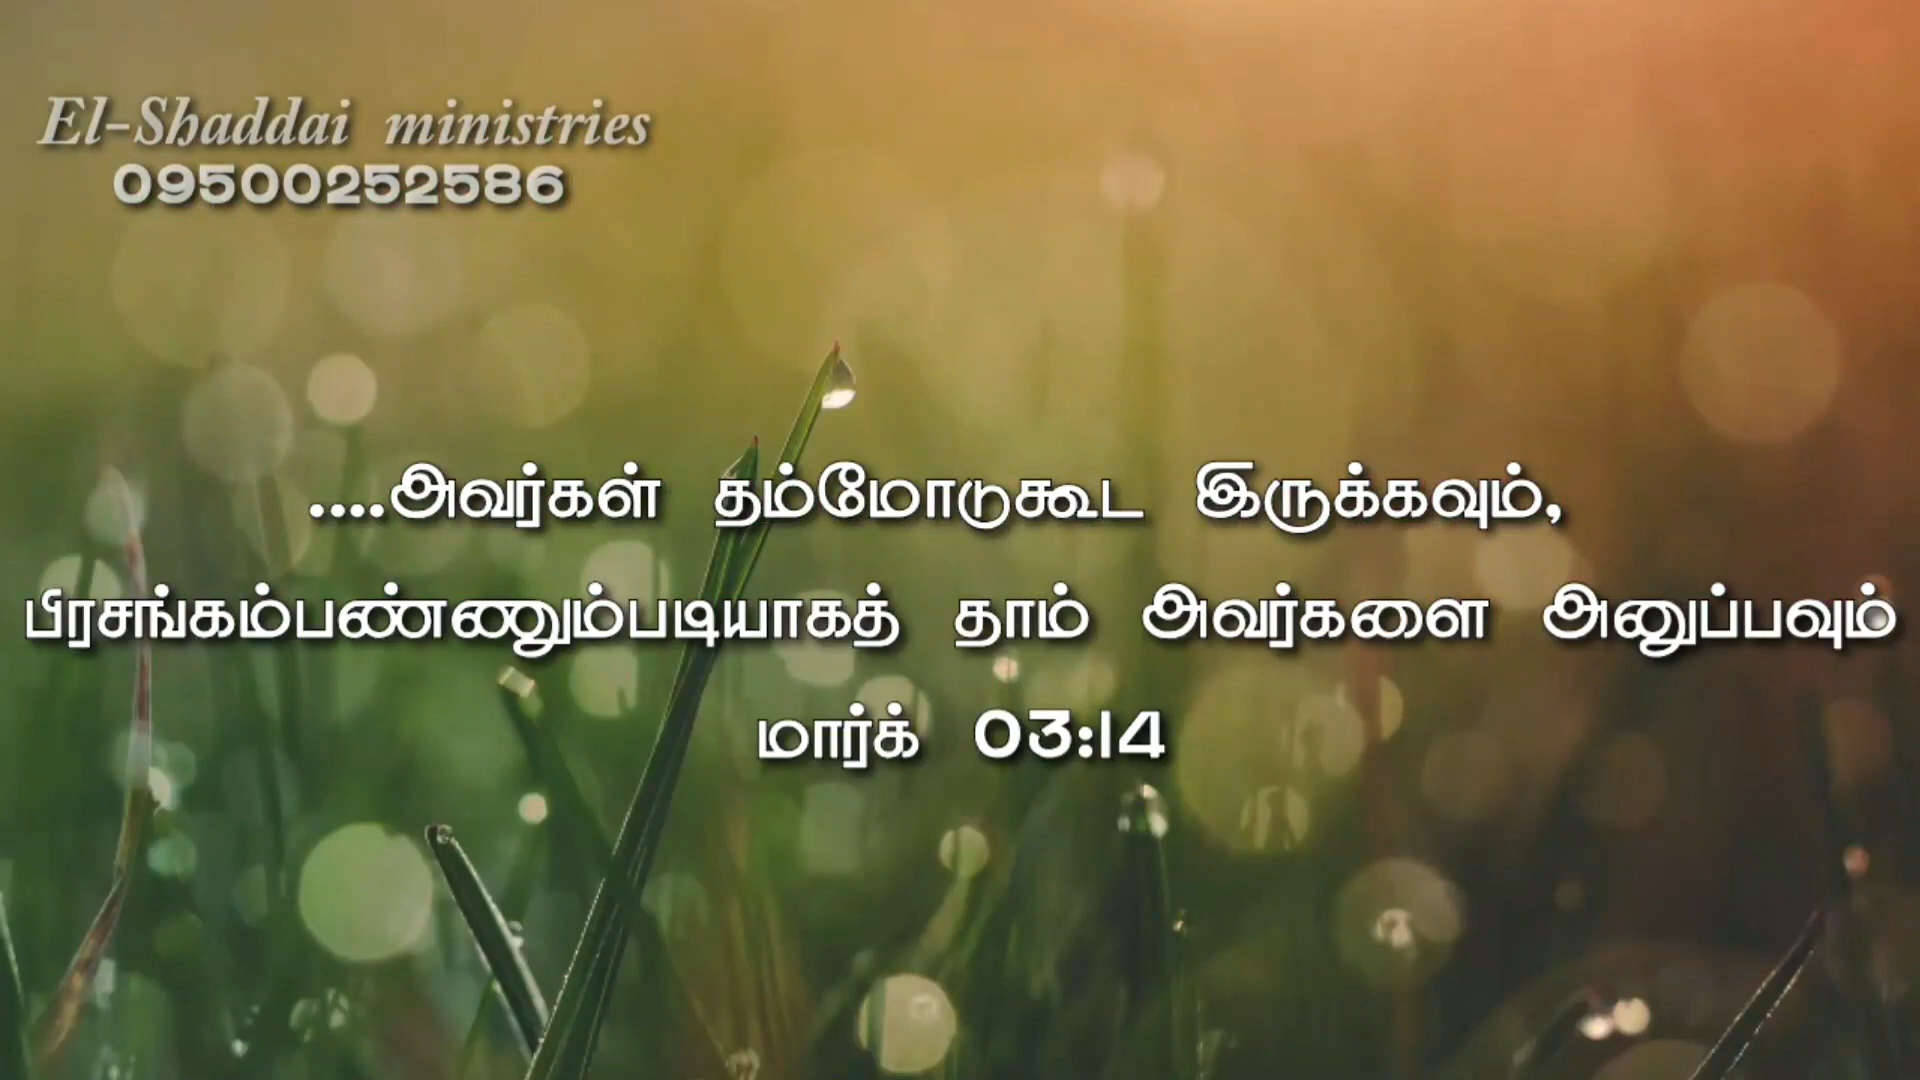 El-Shaddai ministries
09500252586
....அவர்கள் தம்மோடுகூட இருக்கவும்,
பிரசங்கம்பண்ணும்படியாகத் தாம் அவர்களை அனுப்பவும்
மார்க் 03:14